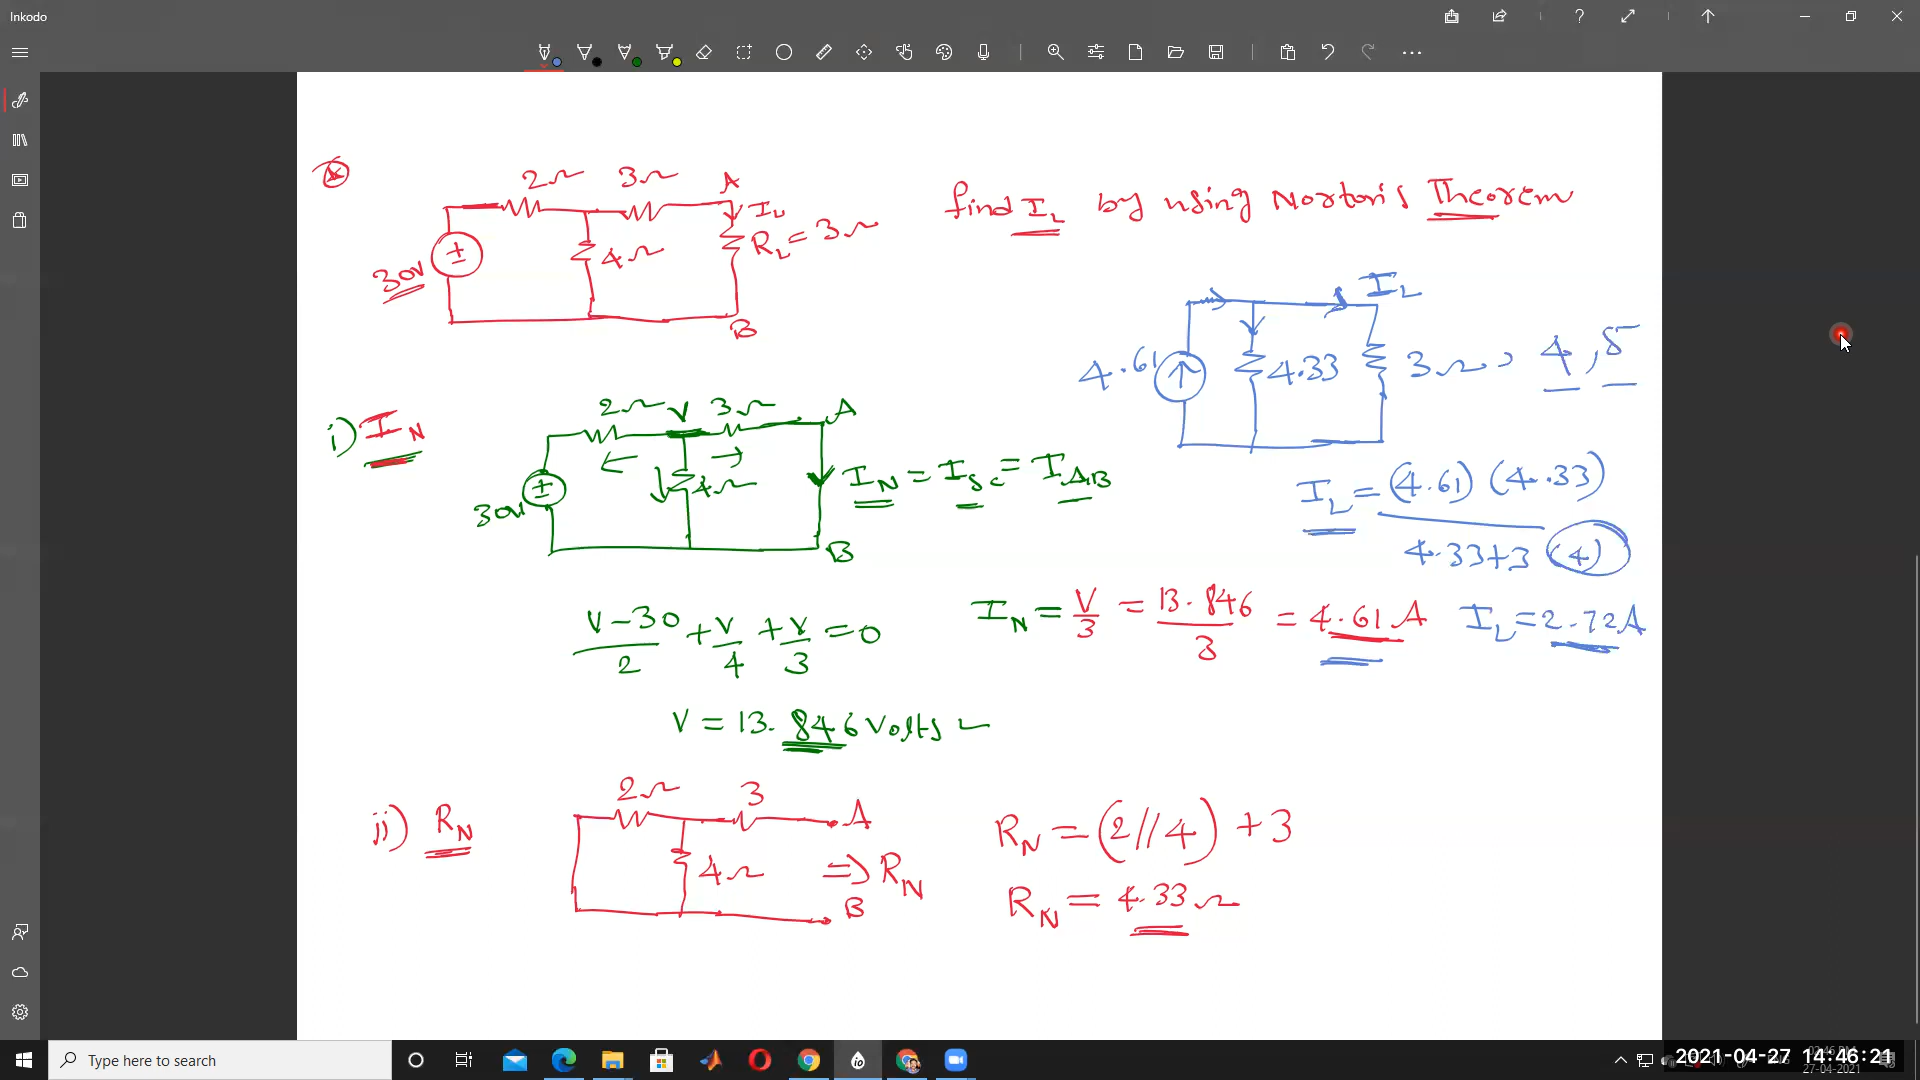 Inkodo
2Ω 3Ω A
find I_L by using Norton's Theorem
I_L
R_L = 3Ω
4Ω
30V
B
I_L
4.61 4.33 3Ω, 4, 5
i) I_N
2Ω V 3Ω A
I_N = I_sc = I_AB
4Ω
30V
B
I_L = (4.61) (4.33)
4.33+3 (4)
V-30 + V + V = 0
2 4 3
I_N = V = 13.846 = 4.61 A
3 3
I_L = 2.72A
V = 13.846 Volts
ii) R_N
2Ω 3 A
4Ω ⇒ R_N
B
R_N = (2//4) + 3
R_N = 4.33Ω
Type here to search
2021-04-27 14:46:21
27-04-2021